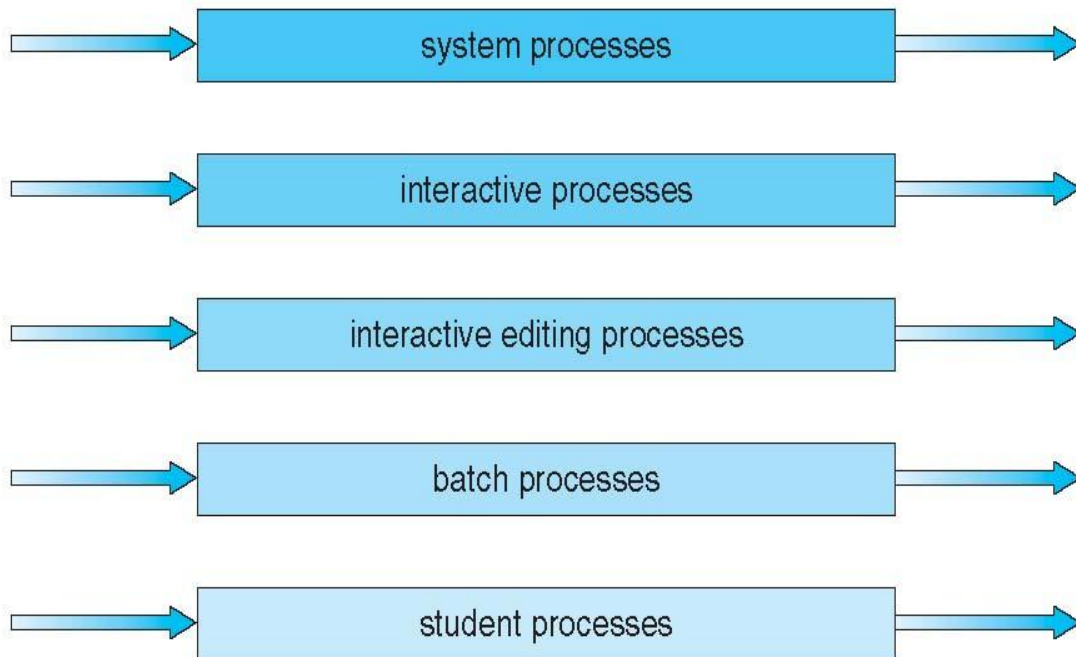 system processes
interactive processes
interactive editing processes
batch processes
student processes